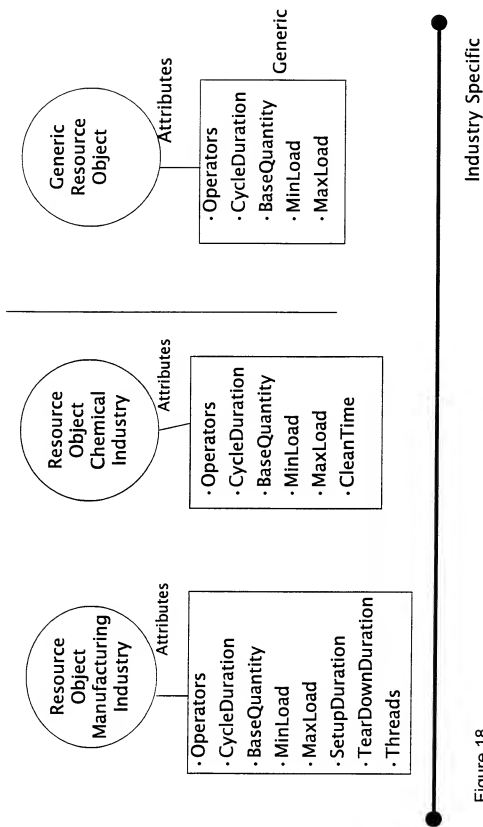 Resource
Object
Manufacturing
Industry
Attributes
· Operators
· CycleDuration
· BaseQuantity
· MinLoad
· MaxLoad
· SetupDuration
· TearDownDuration
· Threads
Resource
Object
Chemical
Industry
Attributes
· Operators
· CycleDuration
· BaseQuantity
· MinLoad
· MaxLoad
· CleanTime
Generic
Resource
Object
Attributes
· Operators
· CycleDuration
· BaseQuantity
· MinLoad
· MaxLoad
Generic
Industry Specific
Figure 18